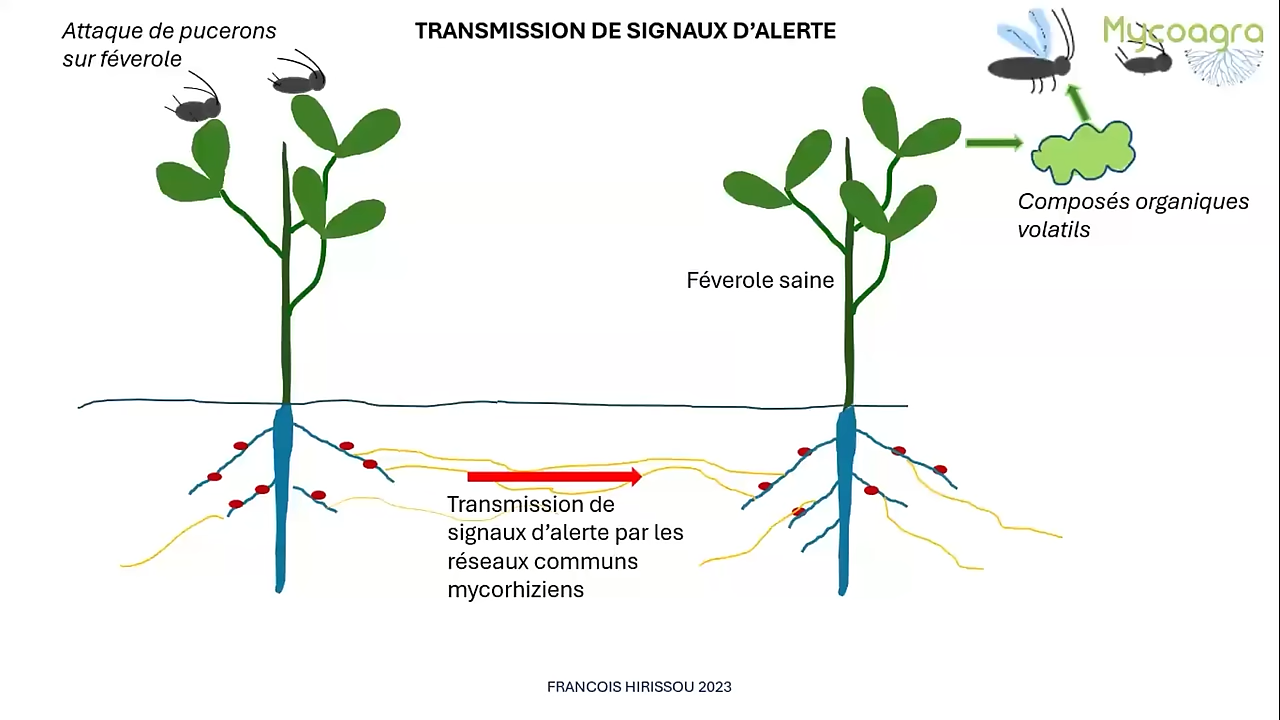 Attaque de pucerons
sur féverole
TRANSMISSION DE SIGNAUX D’ALERTE
Mycoagra
Composés organiques
volatils
Féverole saine
Transmission de
signaux d’alerte par les
réseaux communs
mycorhiziens
FRANCOIS HIRISSOU 2023